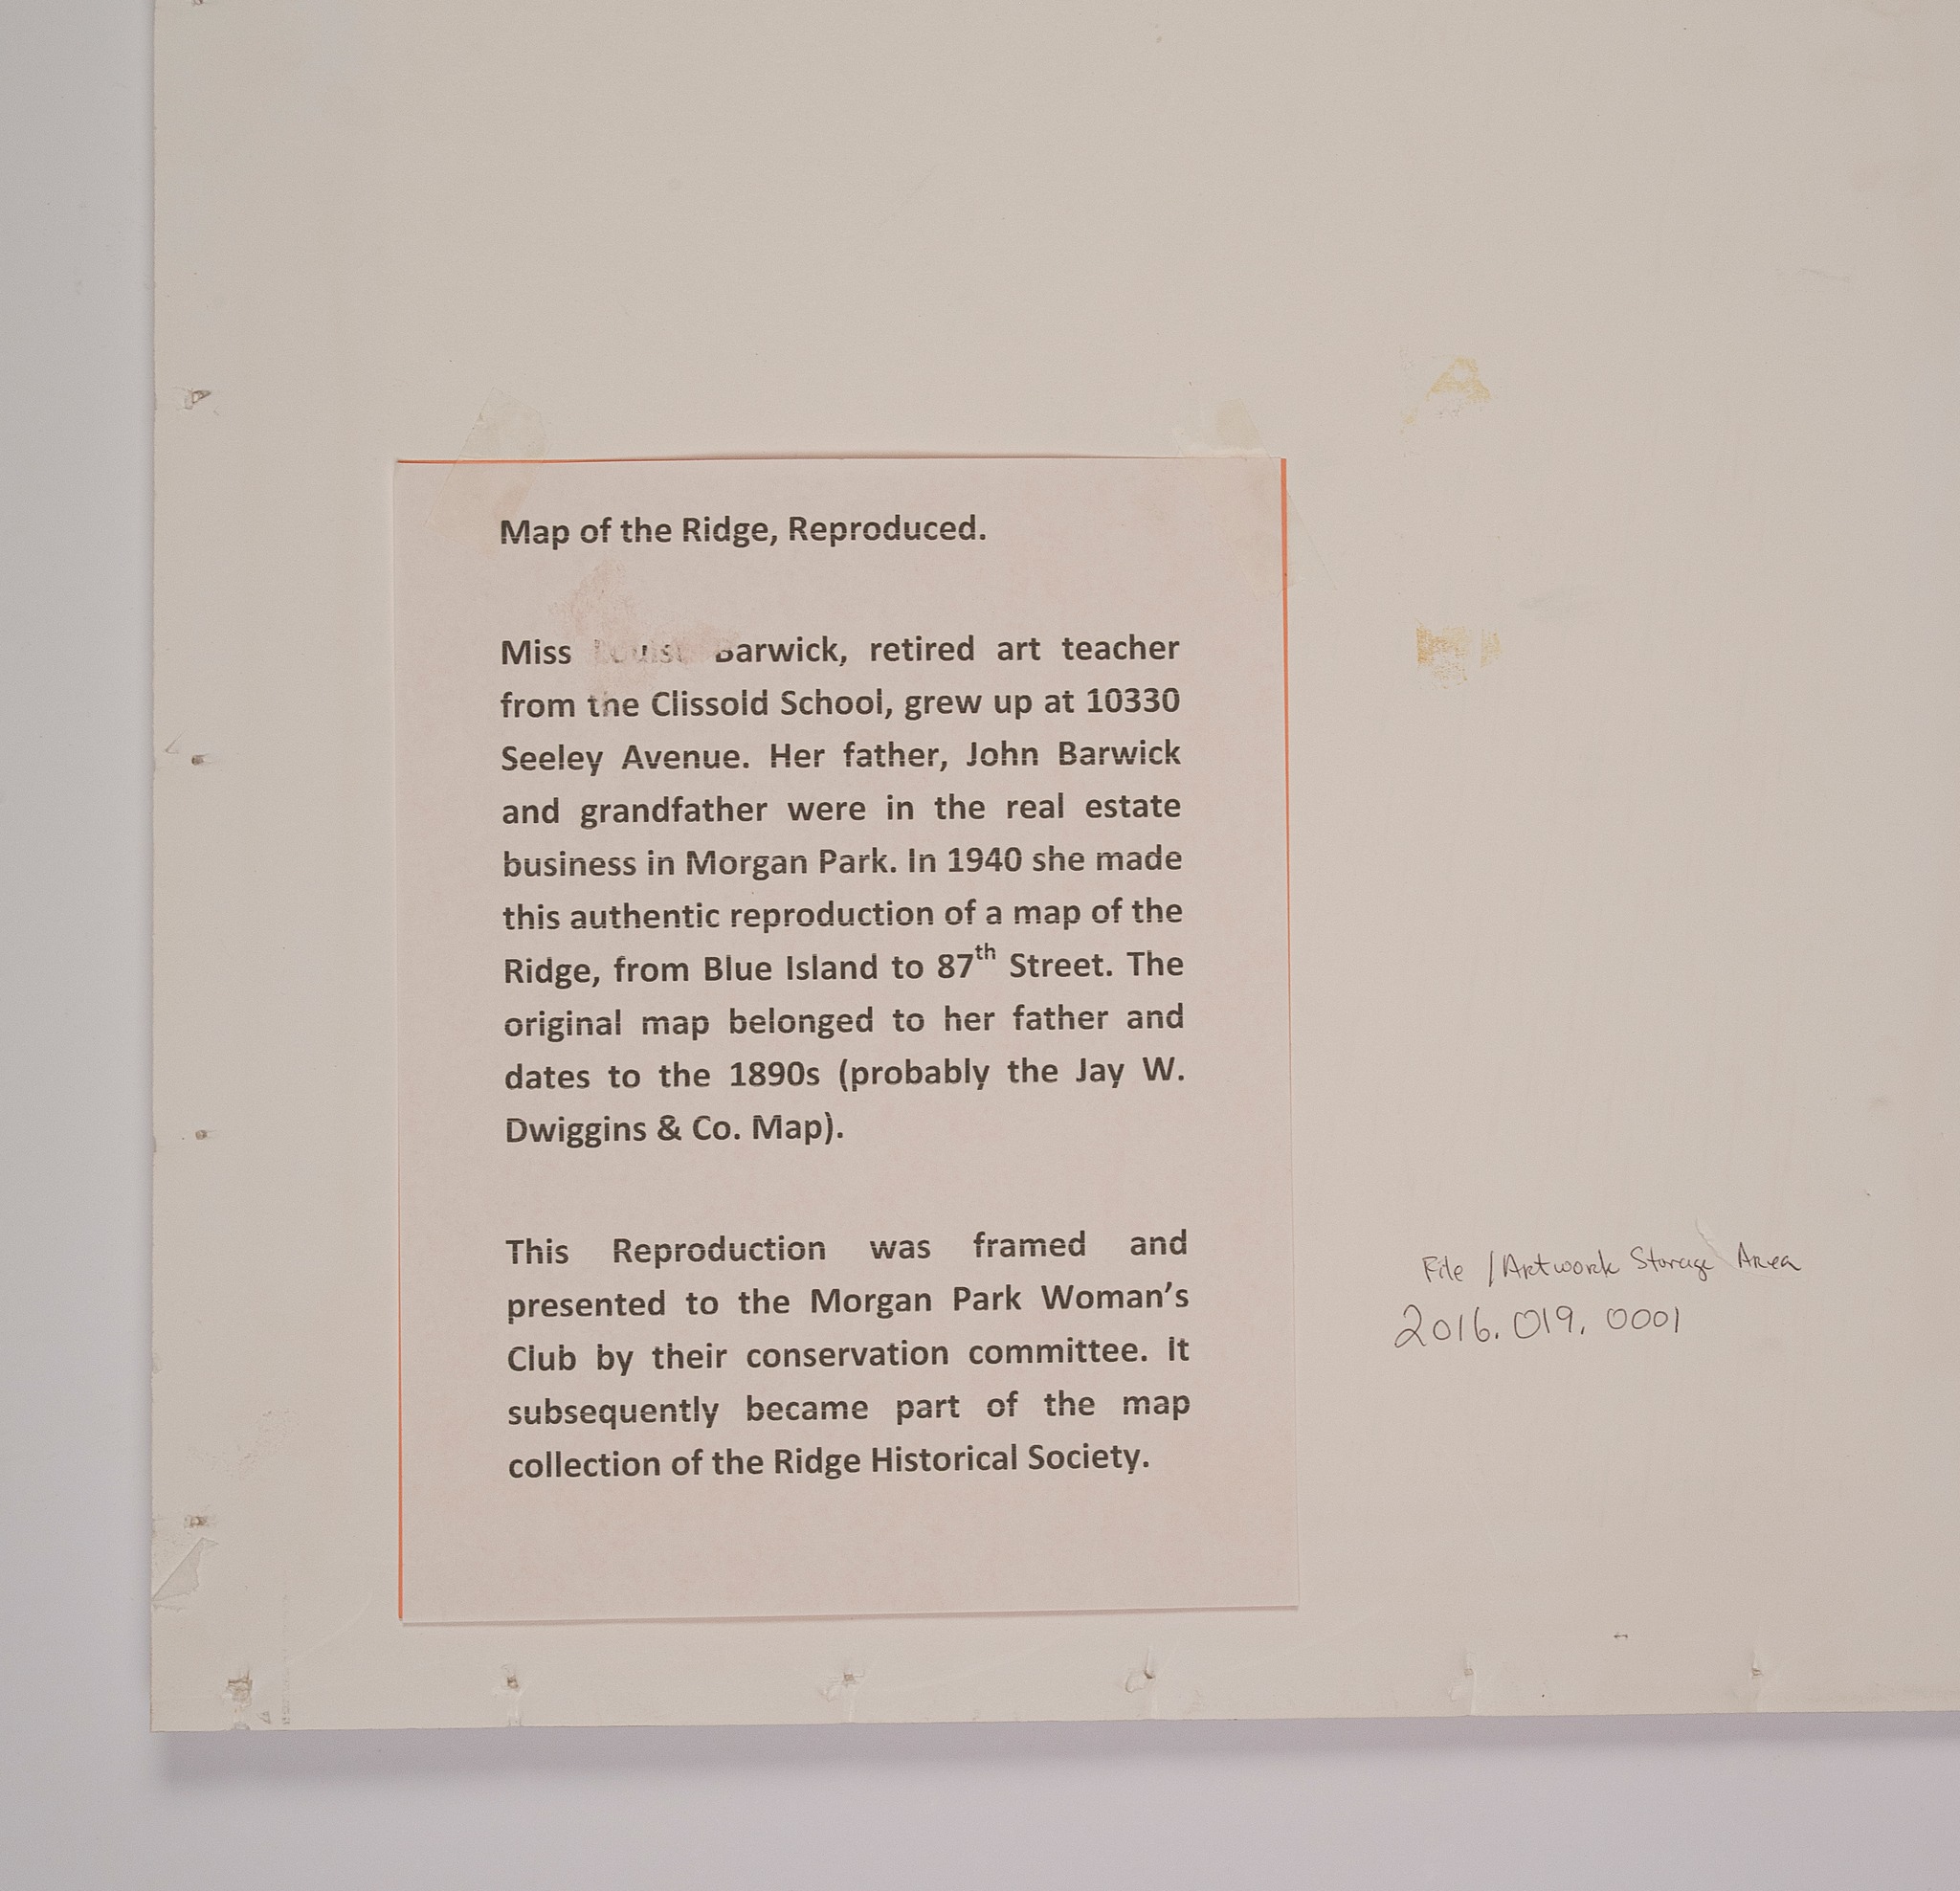 Map of the Ridge, Reproduced.
Miss Barwick, retired art teacher
from the Clissold School, grew up at 10330
Seeley Avenue. Her father, John Barwick
and grandfather were in the real estate
business in Morgan Park. In 1940 she made
this authentic reproduction of a map of the
Ridge, from Blue Island to 87th Street. The
original map belonged to her father and
dates to the 1890s (probably the Jay W.
Dwiggins & Co. Map).
This Reproduction was framed and
presented to the Morgan Park Woman's
Club by their conservation committee. It
subsequently became part of the map
collection of the Ridge Historical Society.
File / Artwork Storage Area
2016.019.0001